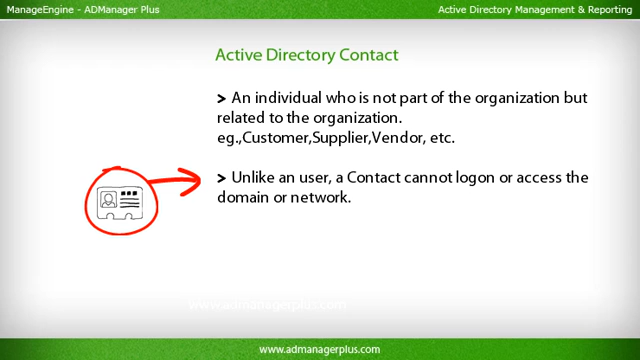 ManageEngine - ADManager Plus
Active Directory Management & Reporting
Active Directory Contact
> An individual who is not part of the organization but
related to the organization.
eg.,Customer,Supplier,Vendor, etc.
> Unlike an user, a Contact cannot logon or access the
domain or network.
www.admanagerplus.com
www.admanagerplus.com